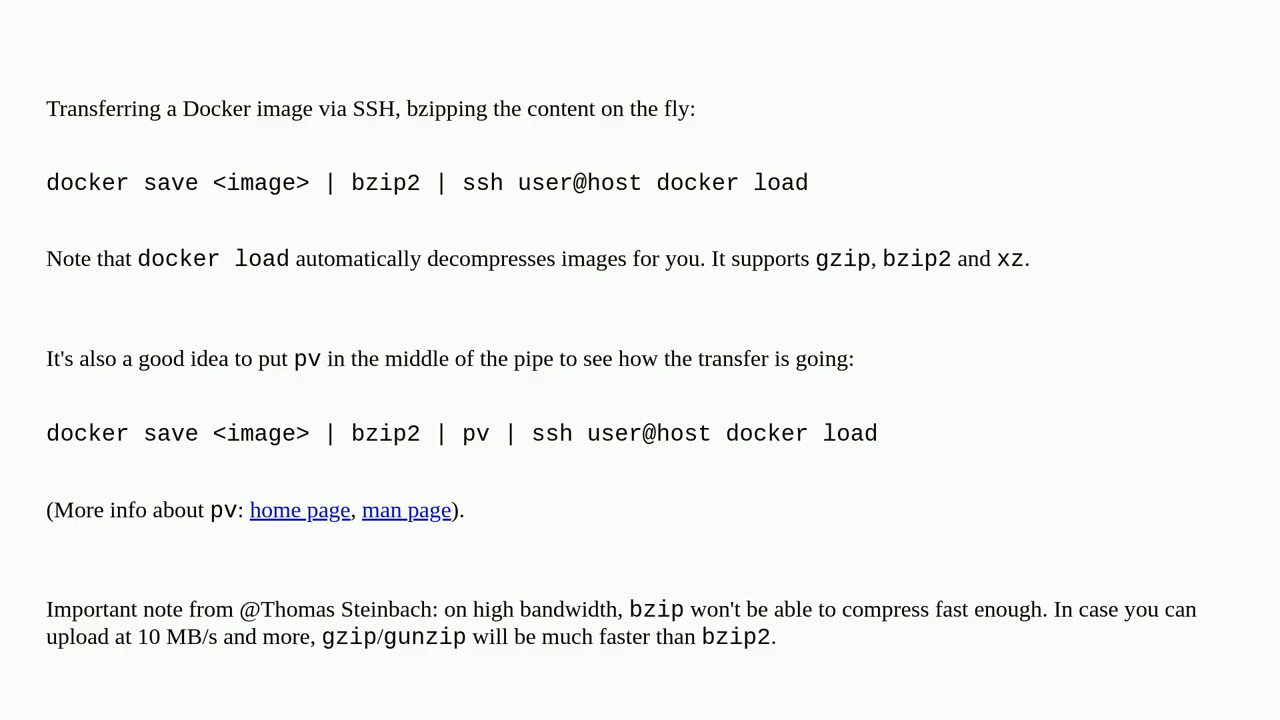 Transferring a Docker image via SSH, bzipping the content on the fly:
docker save <image> | bzip2 | ssh user@host docker load
Note that docker load automatically decompresses images for you. It supports gzip, bzip2 and xz.
It's also a good idea to put pv in the middle of the pipe to see how the transfer is going:
docker save <image> | bzip2 | pv | ssh user@host docker load
(More info about pv: home page, man page).
Important note from @Thomas Steinbach: on high bandwidth, bzip won't be able to compress fast enough. In case you can
upload at 10 MB/s and more, gzip/gunzip will be much faster than bzip2.